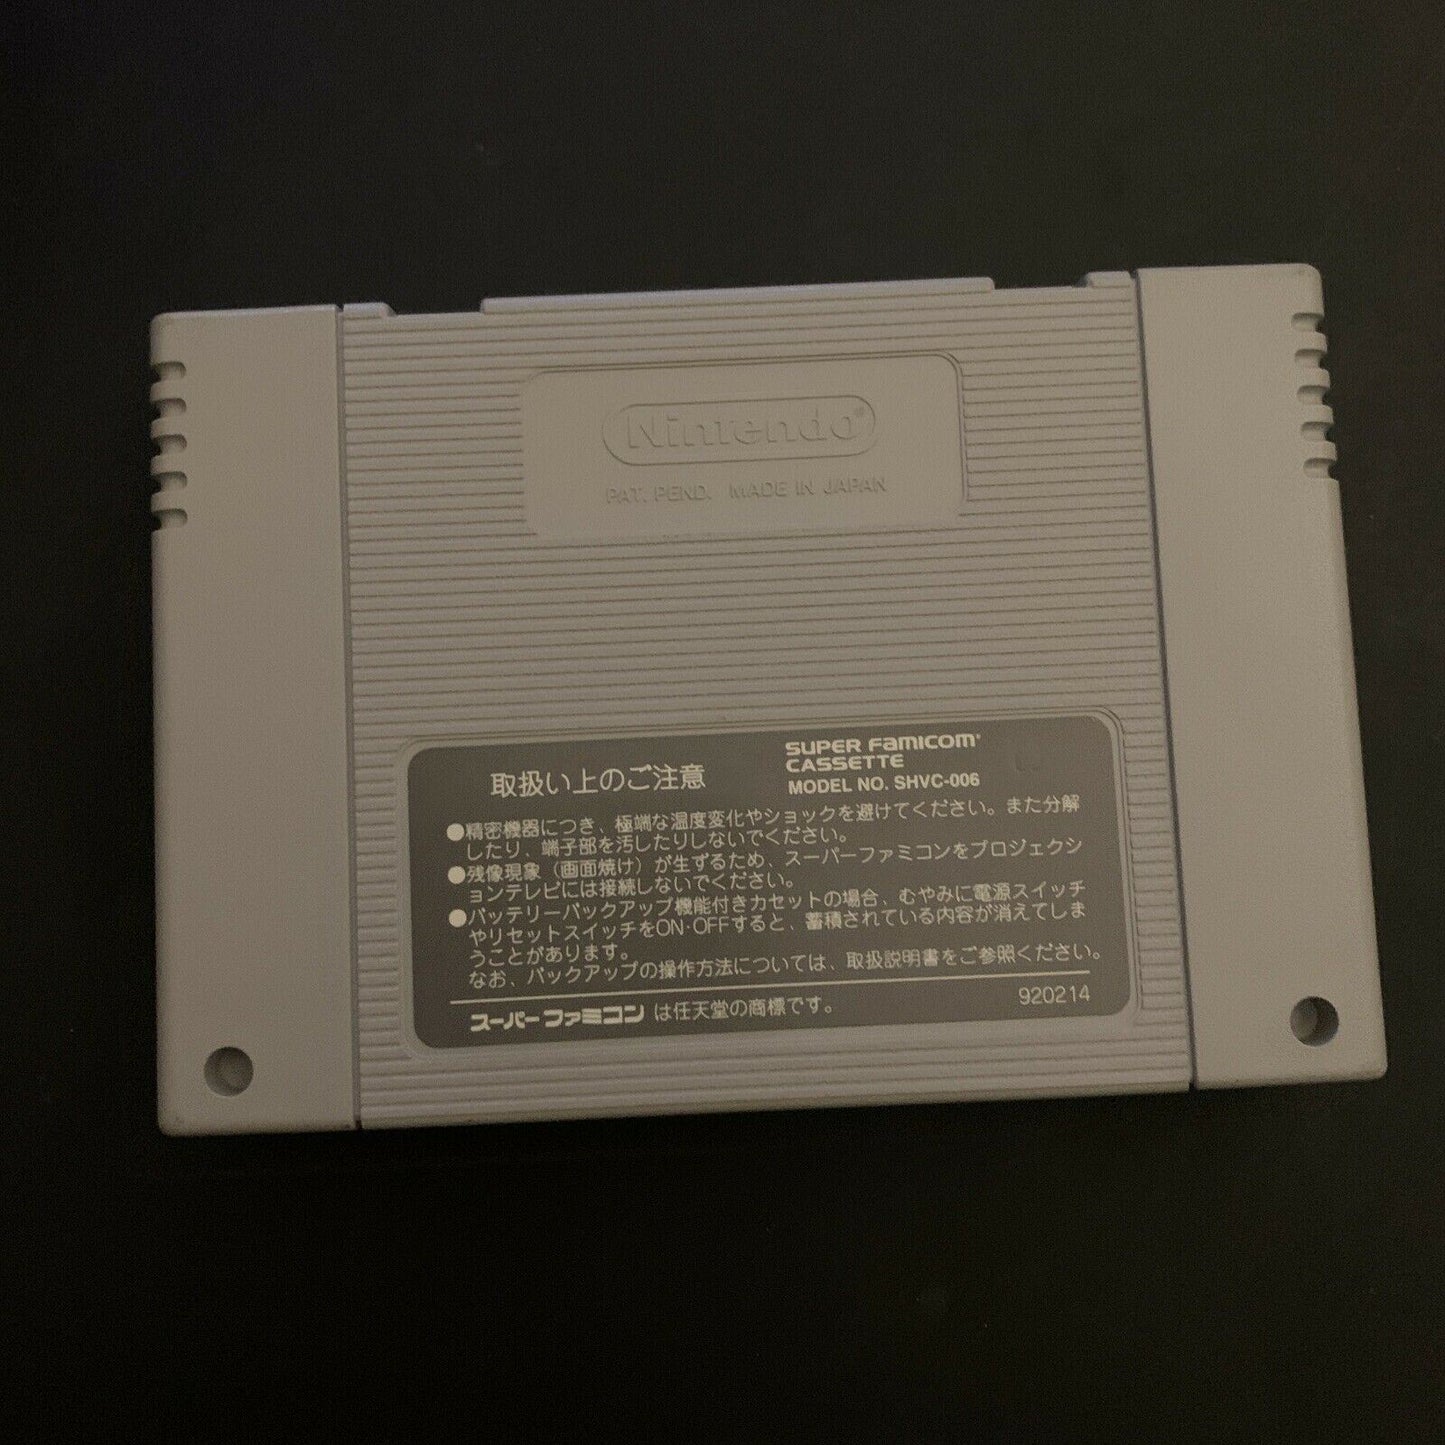 Nintendo®
PAT. PEND. MADE IN JAPAN
取扱い上のご注意
SUPER FAMICOM®
CASSETTE
MODEL NO. SHVC-006
●精密機器につき、極端な温度変化やショックを避けてください。また分解
したり、端子部を汚したりしないでください。
●残像現象（画面焼け）が生ずるため、スーパーファミコンをプロジェクシ
ョンテレビには接続しないでください。
●バッテリーバックアップ機能付きカセットの場合、むやみに電源スイッチ
やリセットスイッチをON・OFFすると、蓄積されている内容が消えてしま
うことがあります。
なお、バックアップの操作方法については、取扱説明書をご参照ください。
スーパーファミコン は任天堂の商標です。
920214